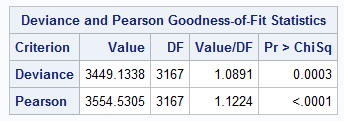 Deviance and Pearson Goodness-of-Fit Statistics
Criterion Value DF Value/DF Pr > ChiSq
Deviance 3449.1338 3167 1.0891 0.0003
Pearson 3554.5305 3167 1.1224 <.0001